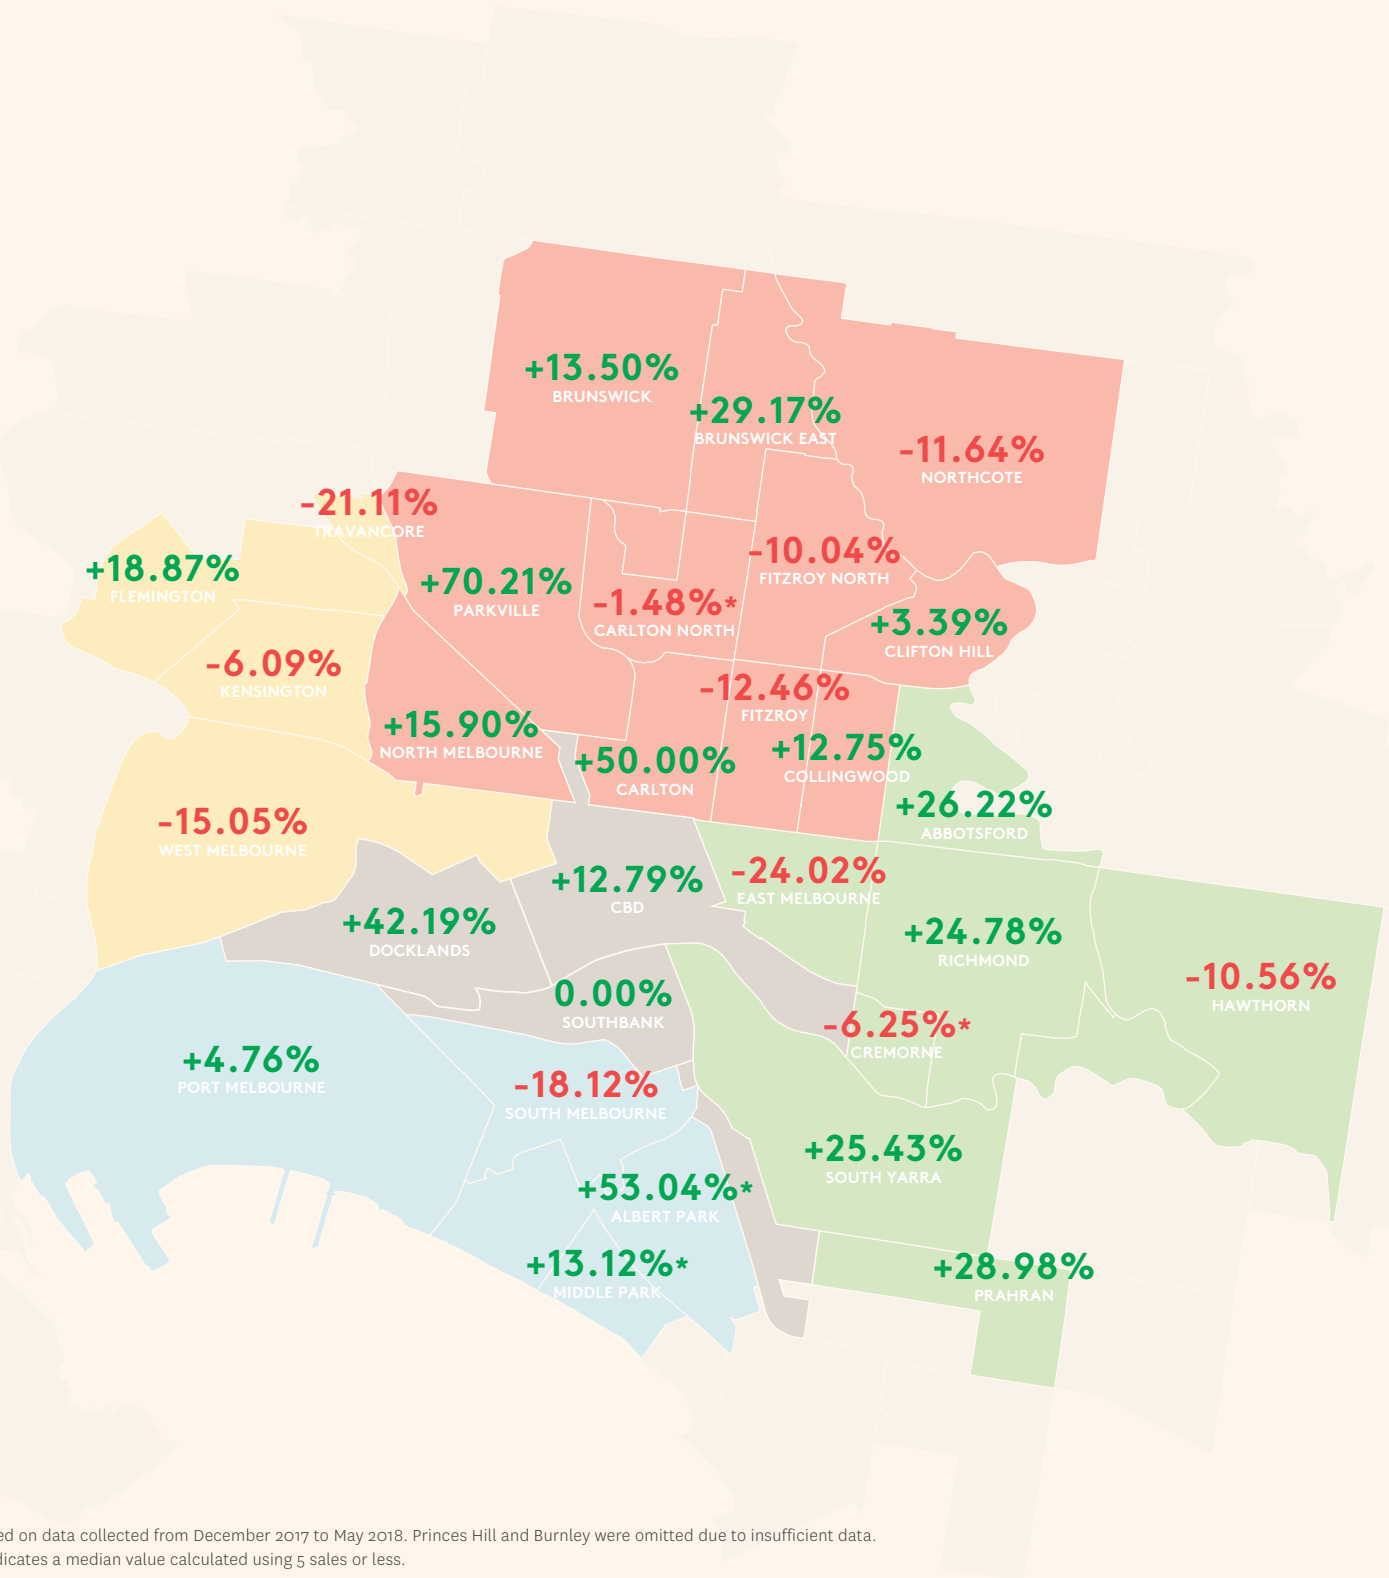 +13.50%
BRUNSWICK
+29.17%
BRUNSWICK EAST
-11.64%
NORTHCOTE
-21.11%
TRAVANCORE
+18.87%
FLEMINGTON
+70.21%
PARKVILLE
-1.48%*
CARLTON NORTH
-10.04%
FITZROY NORTH
+3.39%
CLIFTON HILL
-6.09%
KENSINGTON
+15.90%
NORTH MELBOURNE
-12.46%
FITZROY
+50.00%
CARLTON
+12.75%
COLLINGWOOD
+26.22%
ABBOTSFORD
-15.05%
WEST MELBOURNE
+12.79%
CBD
-24.02%
EAST MELBOURNE
+42.19%
DOCKLANDS
+24.78%
RICHMOND
-10.56%
HAWTHORN
0.00%
SOUTHBANK
-6.25%*
CREMORNE
+4.76%
PORT MELBOURNE
-18.12%
SOUTH MELBOURNE
+25.43%
SOUTH YARRA
+53.04%*
ALBERT PARK
+13.12%*
MIDDLE PARK
+28.98%
PRAHRAN
ed on data collected from December 2017 to May 2018. Princes Hill and Burnley were omitted due to insufficient data.
dicates a median value calculated using 5 sales or less.